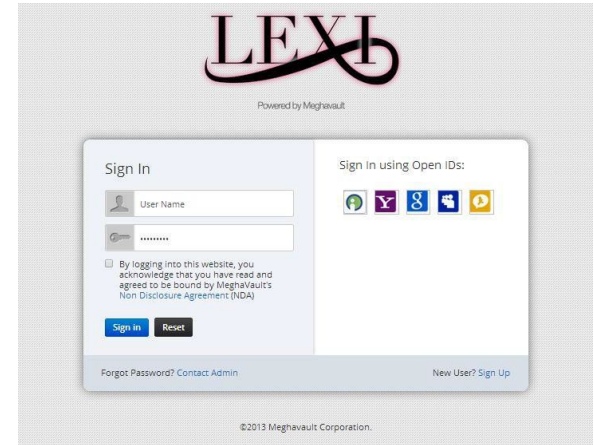 LEXI
Powered by Meghavault
Sign In
User Name
•••••••••
By logging into this website, you
acknowledge that you have read and
agreed to be bound by MeghaVault's
Non Disclosure Agreement (NDA)
Sign in Reset
Forgot Password? Contact Admin
Sign In using Open IDs:
Y 8
New User? Sign Up
©2013 Meghavault Corporation.